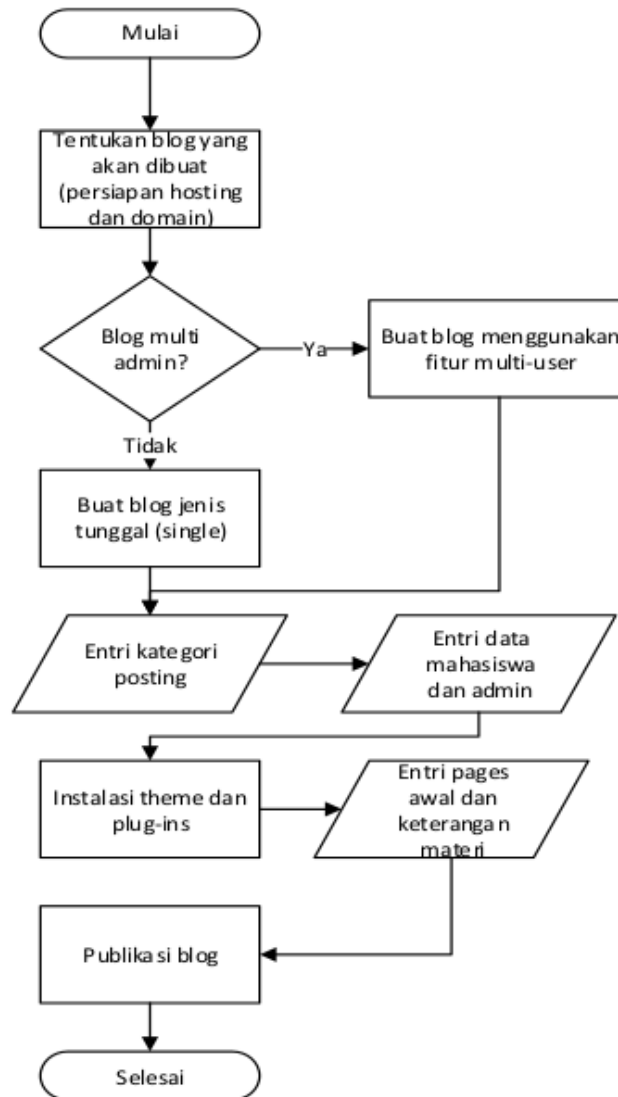 Mulai
Tentukan blog yang
akan dibuat
(persiapan hosting
dan domain)
Blog multi
admin?
Ya
Buat blog menggunakan
fitur multi-user
Tidak
Buat blog jenis
tunggal (single)
Entri kategori
posting
Entri data
mahasiswa
dan admin
Instalasi theme dan
plug-ins
Entri pages
awal dan
keterangan
materi
Publikasi blog
Selesai